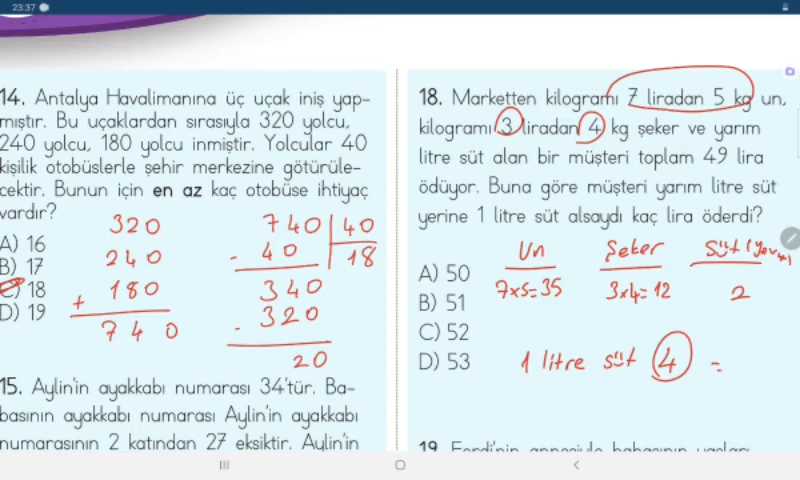 23:37
14. Antalya Havalimanına üç uçak iniş yap-
mıştır. Bu uçaklardan sırasıyla 320 yolcu,
240 yolcu, 180 yolcu inmiştir. Yolcular 40
kişilik otobüslerle şehir merkezine götürüle-
cektir. Bunun için en az kaç otobüse ihtiyaç
vardır?
A) 16
B) 17
C) 18
D) 19
320
240
+ 180
740
740 40
- 40 18
340
- 320
20
15. Aylin'in ayakkabı numarası 34'tür. Ba-
basının ayakkabı numarası Aylin'in ayakkabı
numarasının 2 katından 27 eksiktir. Aylin'in
18. Marketten kilogramı 7 liradan 5 kg un,
kilogramı 3 liradan 4 kg şeker ve yarım
litre süt alan bir müşteri toplam 49 lira
ödüyor. Buna göre müşteri yarım litre süt
yerine 1 litre süt alsaydı kaç lira öderdi?
A) 50
B) 51
C) 52
D) 53
Un Şeker Süt
7x5=35 3x4=12 2
1 litre süt 4 =
19. Ferdi'nin annesiyle babasının yaşları